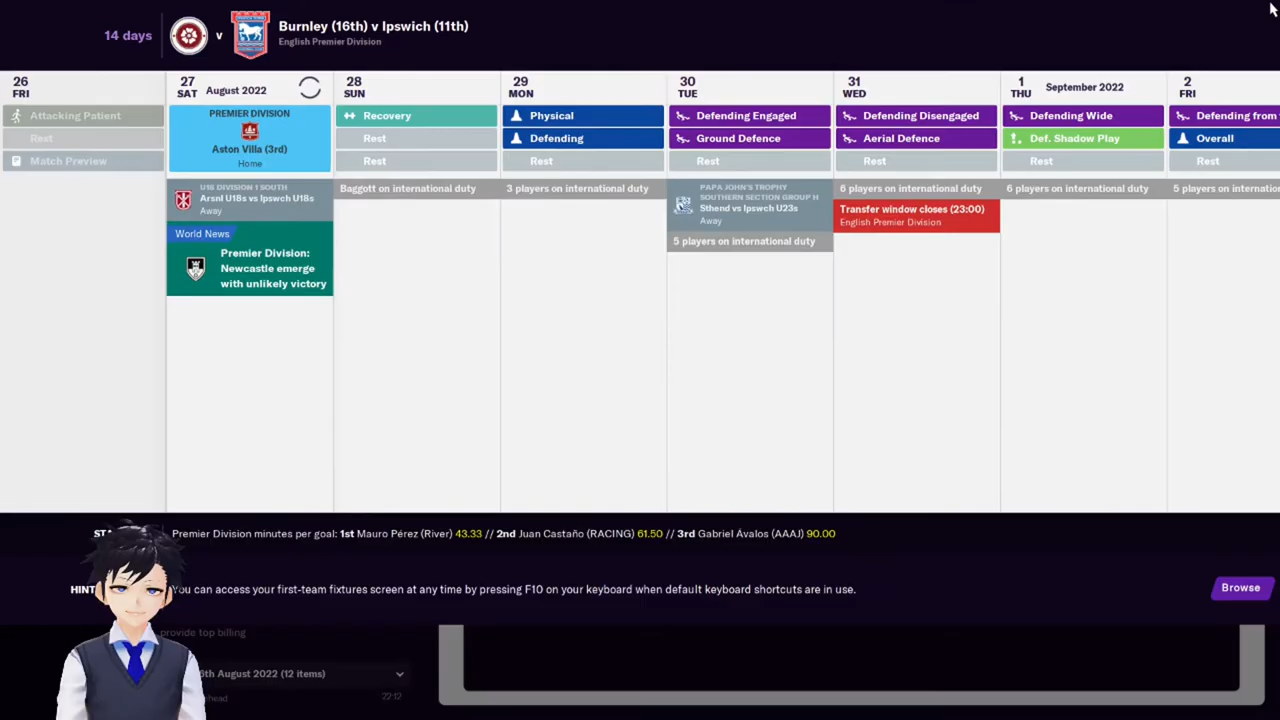 14 days
v
Burnley (16th) v Ipswich (11th)
English Premier Division
26
FRI
Attacking Patient
Rest
Match Preview
27
SAT
August 2022
PREMIER DIVISION
Aston Villa (3rd)
Home
U18 DIVISION 1 SOUTH
Arsnl U18s vs Ipswch U18s
Away
World News
Premier Division:
Newcastle emerge
with unlikely victory
28
SUN
Recovery
Rest
Rest
Baggott on international duty
29
MON
Physical
Defending
Rest
3 players on international duty
30
TUE
Defending Engaged
Ground Defence
Rest
PAPA JOHN'S TROPHY
SOUTHERN SECTION GROUP H
Sthend vs Ipswch U23s
Away
5 players on international duty
31
WED
Defending Disengaged
Aerial Defence
Rest
6 players on international duty
Transfer window closes (23:00)
English Premier Division
1
THU
September 2022
Defending Wide
Def. Shadow Play
Rest
6 players on international duty
2
FRI
Defending from
Overall
Rest
5 players on internationa
Premier Division minutes per goal: 1st Mauro Pérez (River) 43.33 // 2nd Juan Castaño (RACING) 61.50 // 3rd Gabriel Ávalos (AAAJ) 90.00
HINT
You can access your first-team fixtures screen at any time by pressing F10 on your keyboard when default keyboard shortcuts are in use.
Browse
provide top billing
6th August 2022 (12 items)
22:12